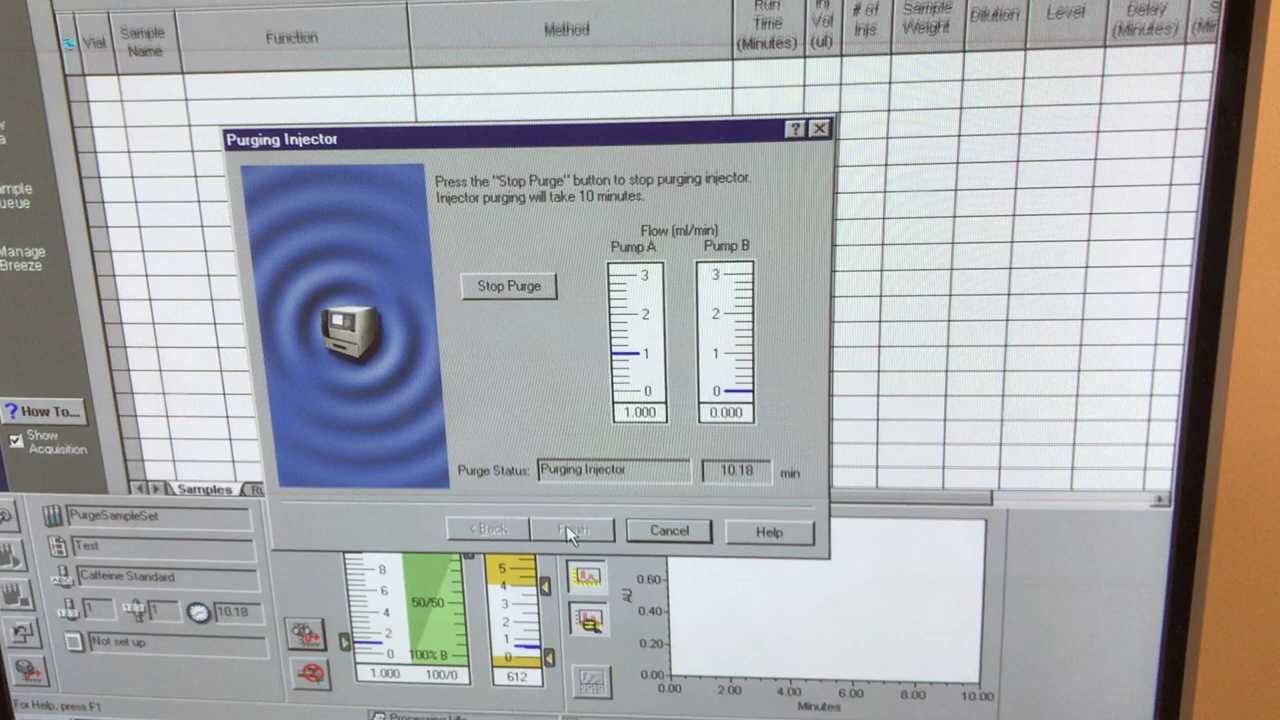 Vial
Sample
Name
Function
Method
Run
Time
(Minutes)
Inj
Vol
(ul)
# of
Injs
Sample
Weight
Dilution
Level
Delay
(Minutes)
Purging Injector
Press the "Stop Purge" button to stop purging injector.
Injector purging will take 10 minutes.
Flow (ml/min)
Pump A
Pump B
Stop Purge
3
2
1
0
1.000
3
2
1
0
0.000
Purge Status:
Purging Injector
10.18
min
< Back
Cancel
Help
Manage
Breeze
? How To...
Show
Acquisition
Samples
PurgeSampleSet
Test
Caffeine Standard
1
1
10.18
Not set up
8
6
4
2
0
50/50
100% B
1.000
100/0
5
4
3
2
1
0
612
AU
0.60
0.40
0.20
0.00
0.00
2.00
4.00
6.00
8.00
10.00
Minutes
For Help, press F1
Processing Idle